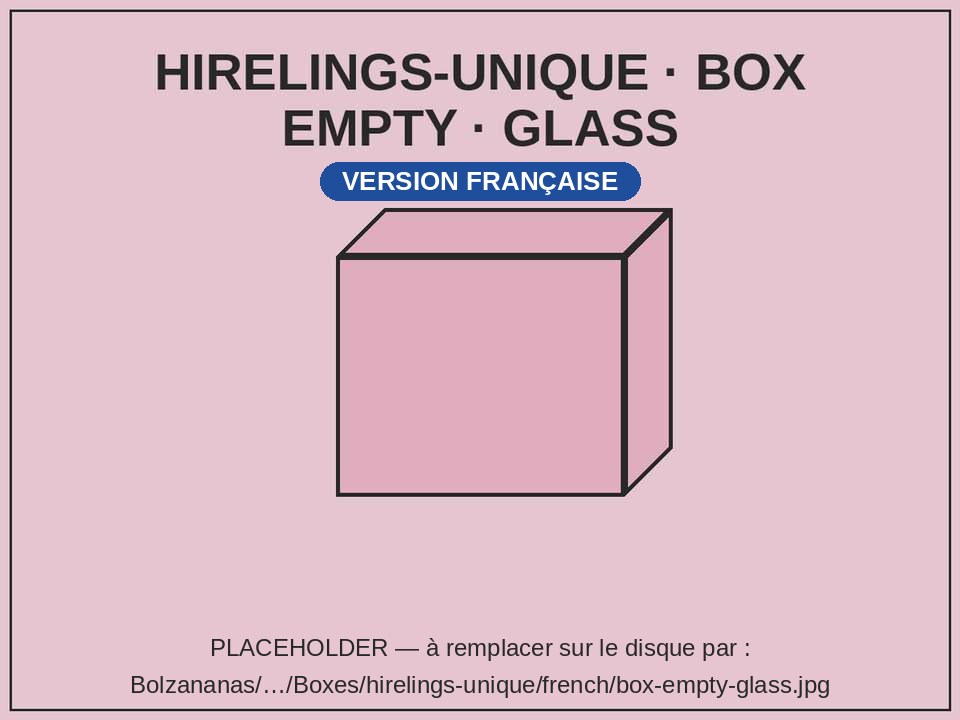 HIRELINGS-UNIQUE · BOX
EMPTY · GLASS
VERSION FRANÇAISE
PLACEHOLDER — à remplacer sur le disque par :
Bolzananas/…/Boxes/hirelings-unique/french/box-empty-glass.jpg